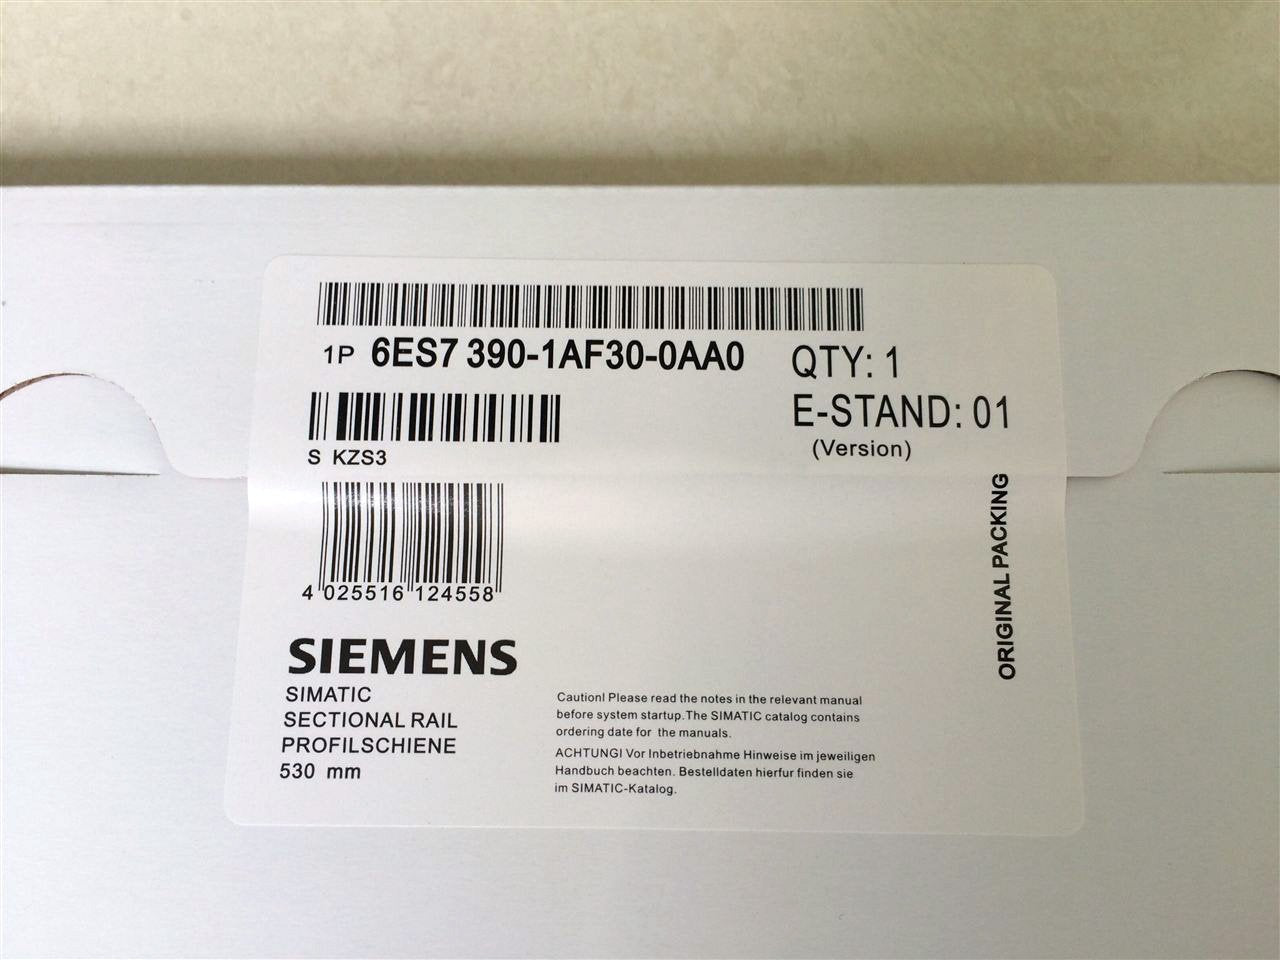 1P 6ES7 390-1AF30-0AA0
QTY: 1
E-STAND: 01
(Version)
S KZS3
4 025516 124558
ORIGINAL PACKING
SIEMENS
SIMATIC
SECTIONAL RAIL
PROFILSCHIENE
530 mm
Caution! Please read the notes in the relevant manual
before system startup.The SIMATIC catalog contains
ordering date for the manuals.
ACHTUNG! Vor Inbetriebnahme Hinweise im jeweiligen
Handbuch beachten. Bestelldaten hierfur finden sie
im SIMATIC-Katalog.